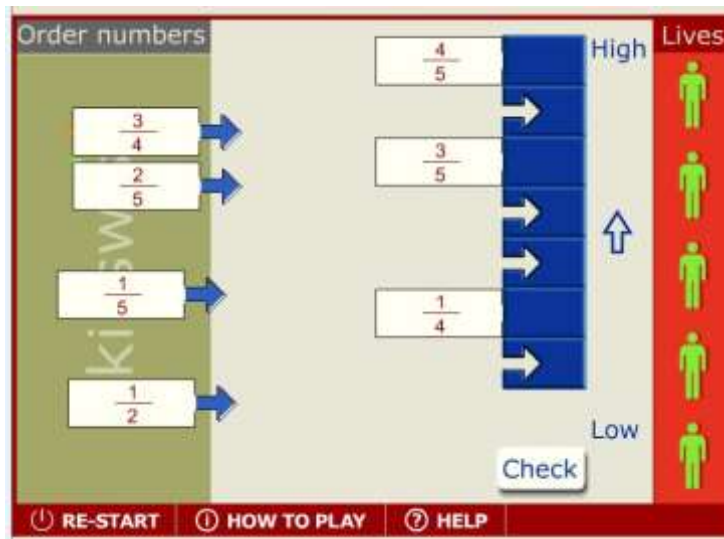 Order numbers
High
Lives
4/5
3/4
3/5
2/5
1/5
1/4
1/2
Low
Check
RE-START
HOW TO PLAY
HELP